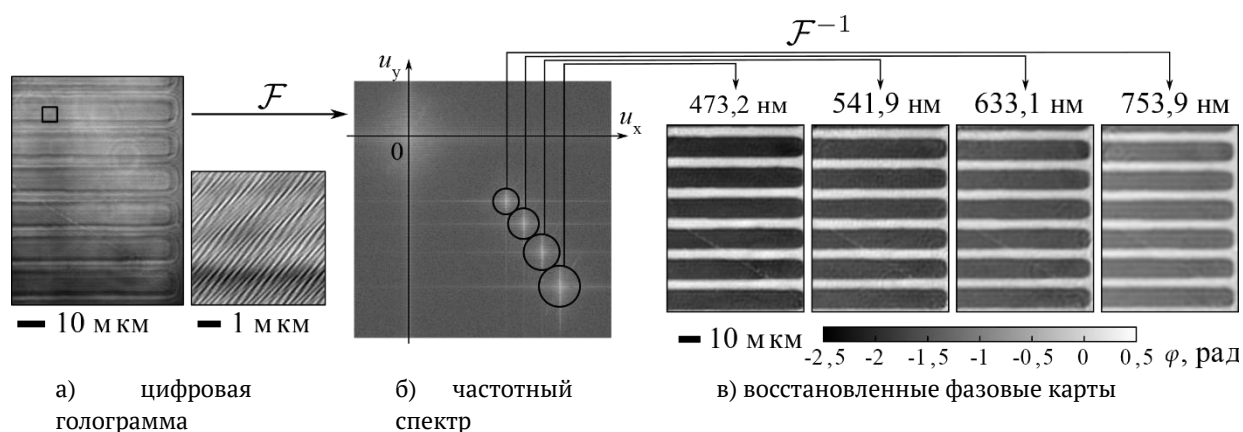 ℱ⁻¹
u_y
ℱ
473,2 нм 541,9 нм 633,1 нм 753,9 нм
u_x
0
10 мкм 1 мкм 10 мкм
-2,5 -2 -1,5 -1 -0,5 0 0,5 φ, рад
а) цифровая голограмма
б) частотный спектр
в) восстановленные фазовые карты